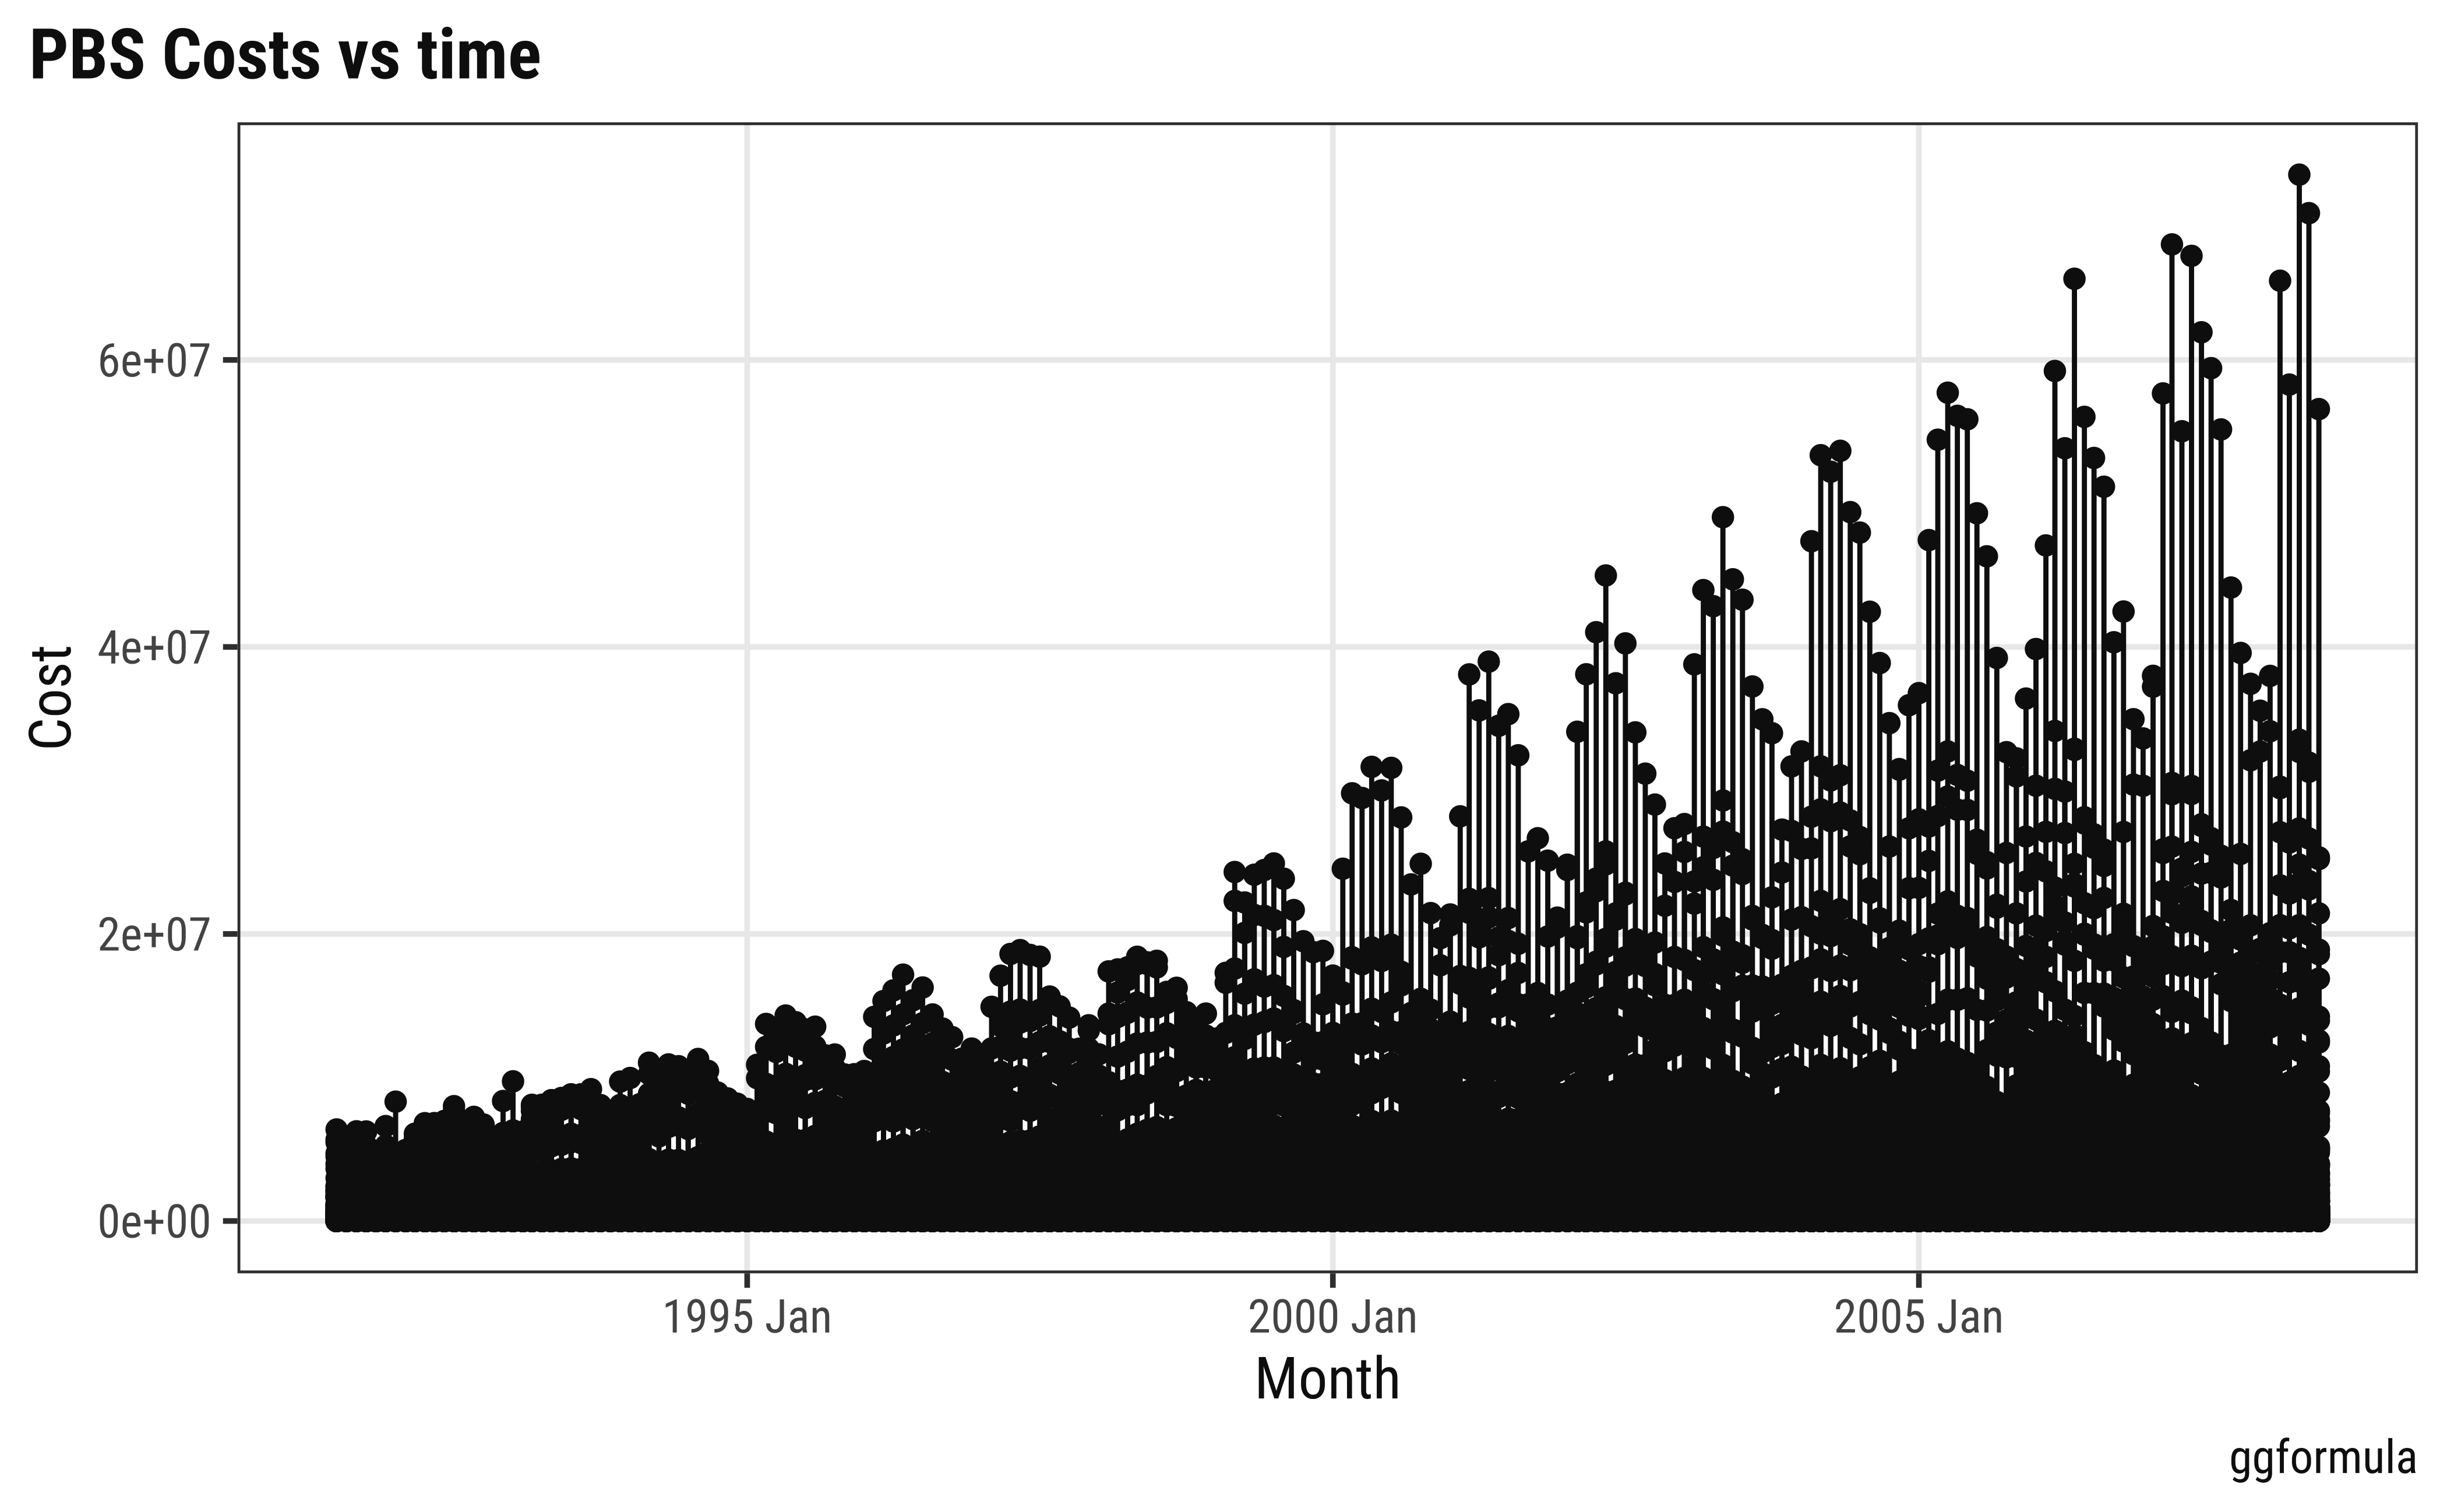 PBS Costs vs time
6e+07
4e+07
2e+07
0e+00
Cost
1995 Jan
2000 Jan
2005 Jan
Month
ggformula